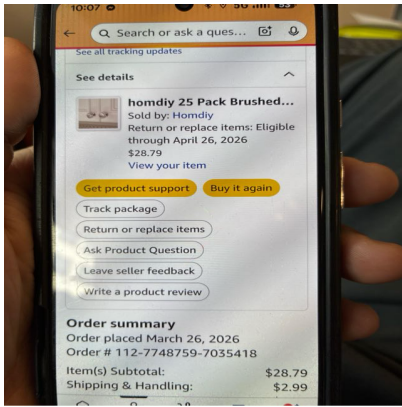 10:07
Search or ask a ques...
See all tracking updates
See details
homdiy 25 Pack Brushed...
Sold by: Homdiy
Return or replace items: Eligible
through April 26, 2026
$28.79
View your item
Get product support
Buy it again
Track package
Return or replace items
Ask Product Question
Leave seller feedback
Write a product review
Order summary
Order placed March 26, 2026
Order # 112-7748759-7035418
Item(s) Subtotal: $28.79
Shipping & Handling: $2.99